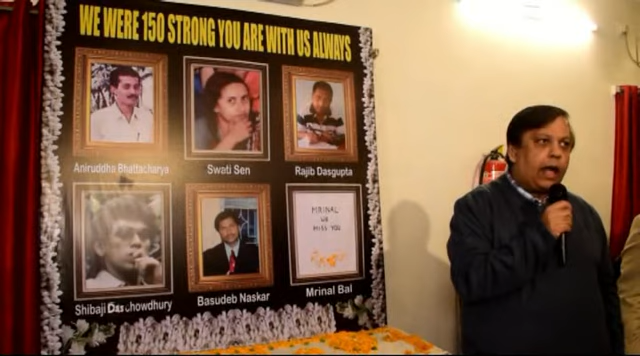 WE WERE 150 STRONG YOU ARE WITH US ALWAYS
Aniruddha Bhattacharya
Swati Sen
Rajib Dasgupta
MRINAL
WE
MISS YOU
Shibaji Das chowdhury
Basudeb Naskar
Mrinal Bal